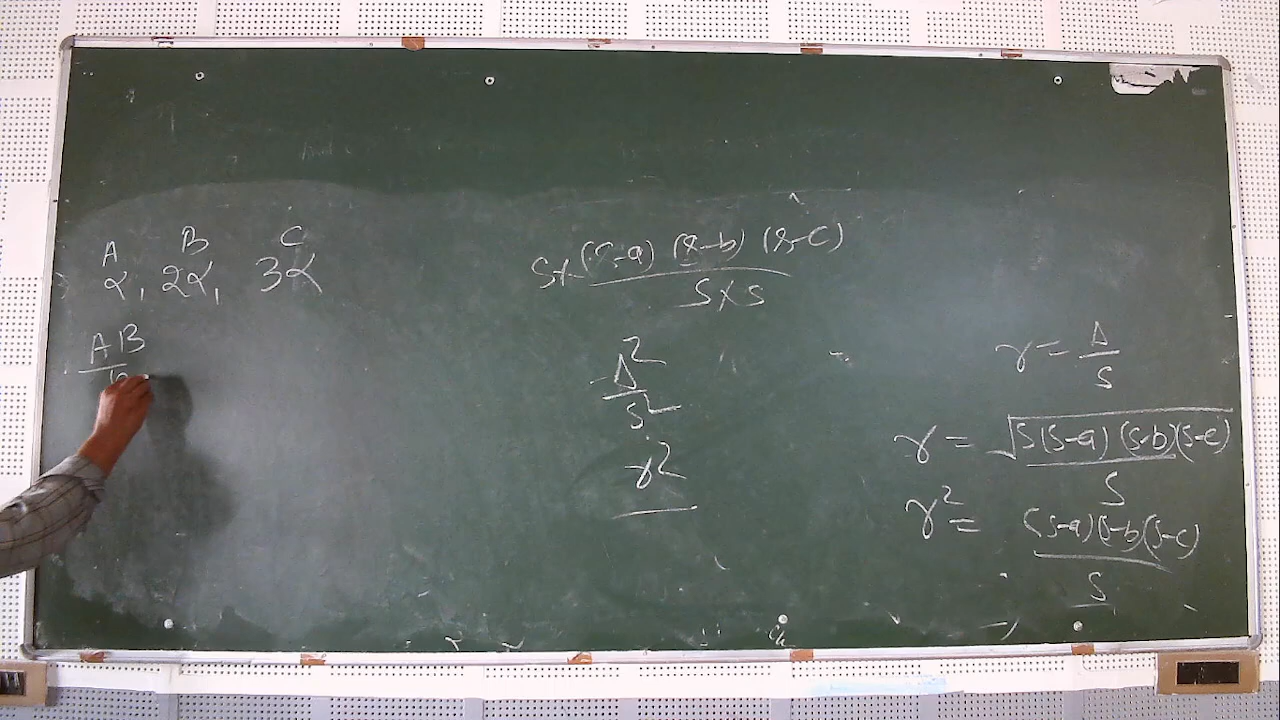 A B C
α, 2α, 3α
AB
S×(s-a) (s-b) (s-c)
S×S
Δ²
S²
r²
r = Δ
S
r = √S(S-a) (S-b)(S-c)
S
r² = (S-a)(S-b)(S-c)
S